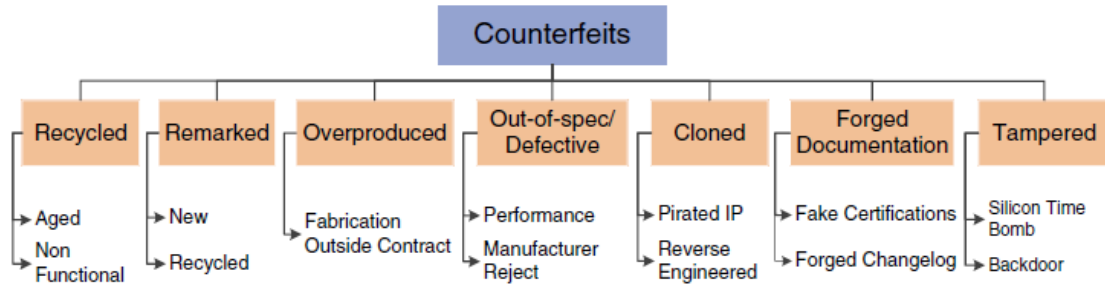 Counterfeits
Recycled
Remarked
Overproduced
Out-of-spec/
Defective
Cloned
Forged
Documentation
Tampered
Aged
Non
Functional
New
Recycled
Fabrication
Outside Contract
Performance
Manufacturer
Reject
Pirated IP
Reverse
Engineered
Fake Certifications
Forged Changelog
Silicon Time
Bomb
Backdoor